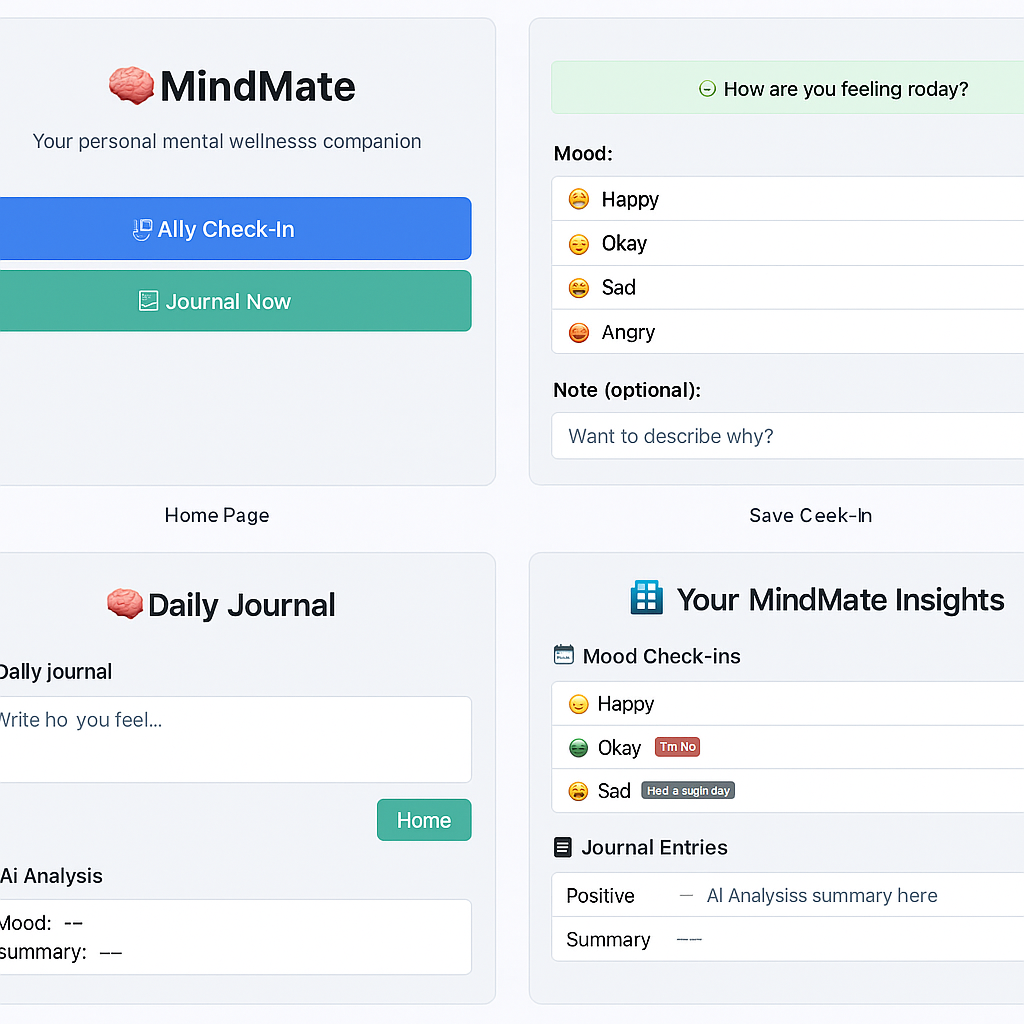 MindMate
Your personal mental wellnesss companion
Ally Check-In
Journal Now
Home Page
How are you feeling roday?
Mood:
Happy
Okay
Sad
Angry
Note (optional):
Want to describe why?
Save Ceek-In
Daily Journal
Dally journal
Write ho you feel...
Home
Ai Analysis
Mood: --
summary: —
Your MindMate Insights
Mood Check-ins
Happy
Okay Tm No
Sad Hed a sugin day
Journal Entries
Positive — AI Analysiss summary here
Summary ——